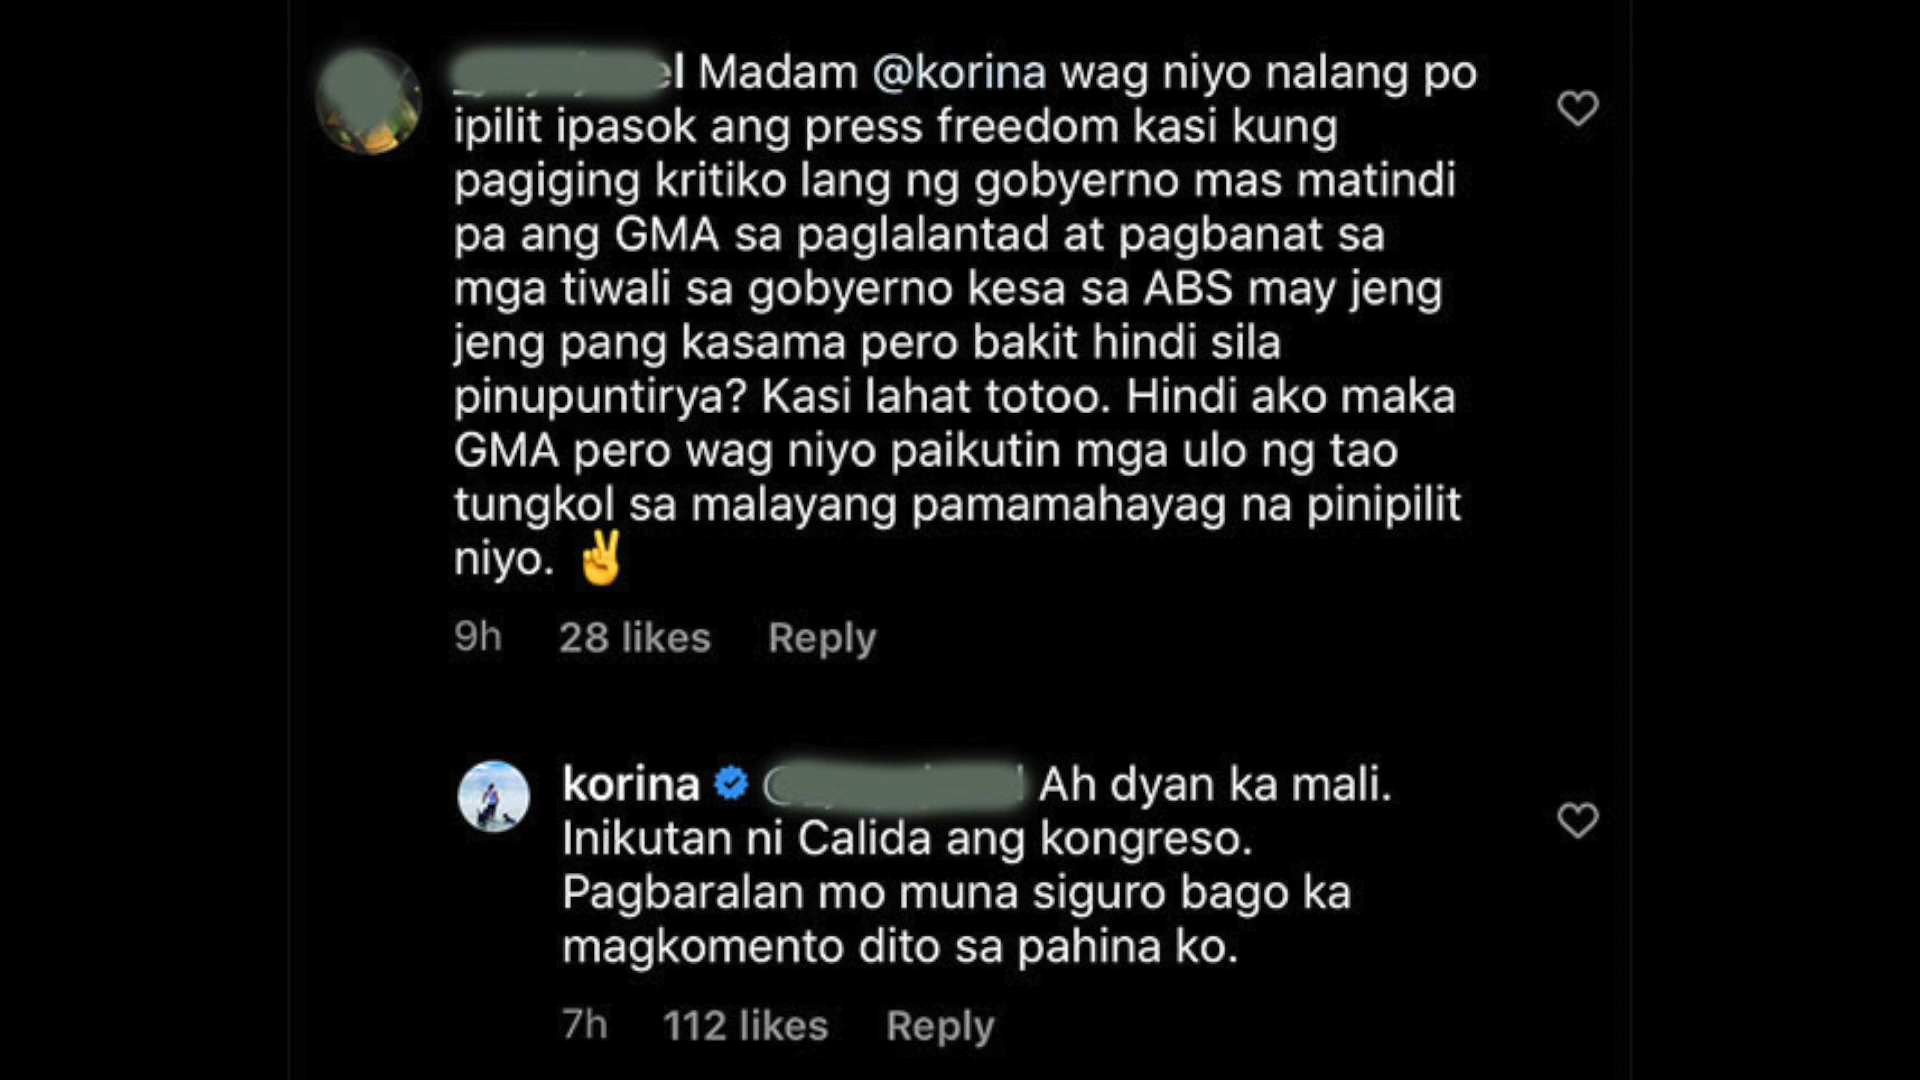 Madam @korina wag niyo nalang po
ipilit ipasok ang press freedom kasi kung
pagiging kritiko lang ng gobyerno mas matindi
pa ang GMA sa paglalantad at pagbanat sa
mga tiwali sa gobyerno kesa sa ABS may jeng
jeng pang kasama pero bakit hindi sila
pinupuntirya? Kasi lahat totoo. Hindi ako maka
GMA pero wag niyo paikutin mga ulo ng tao
tungkol sa malayang pamamahayag na pinipilit
niyo. ✌️
9h 28 likes Reply
korina Ah dyan ka mali.
Inikutan ni Calida ang kongreso.
Pagbaralan mo muna siguro bago ka
magkomento dito sa pahina ko.
7h 112 likes Reply